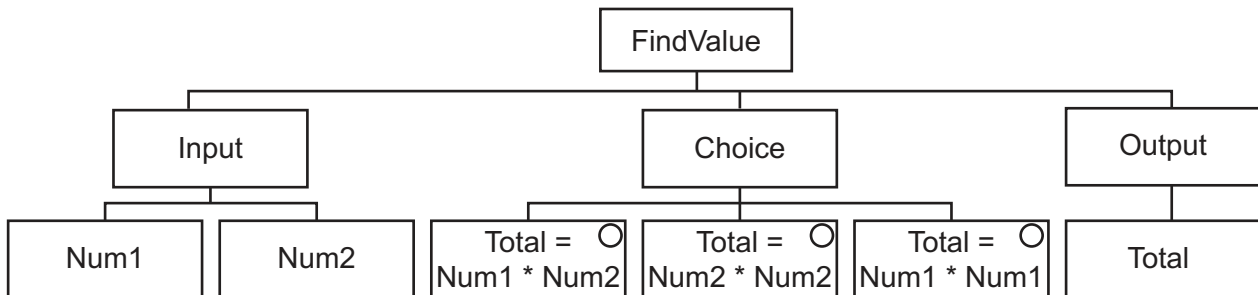 FindValue
Input
Choice
Output
Num1
Num2
Total =
Num1 * Num2
Total =
Num2 * Num2
Total =
Num1 * Num1
Total